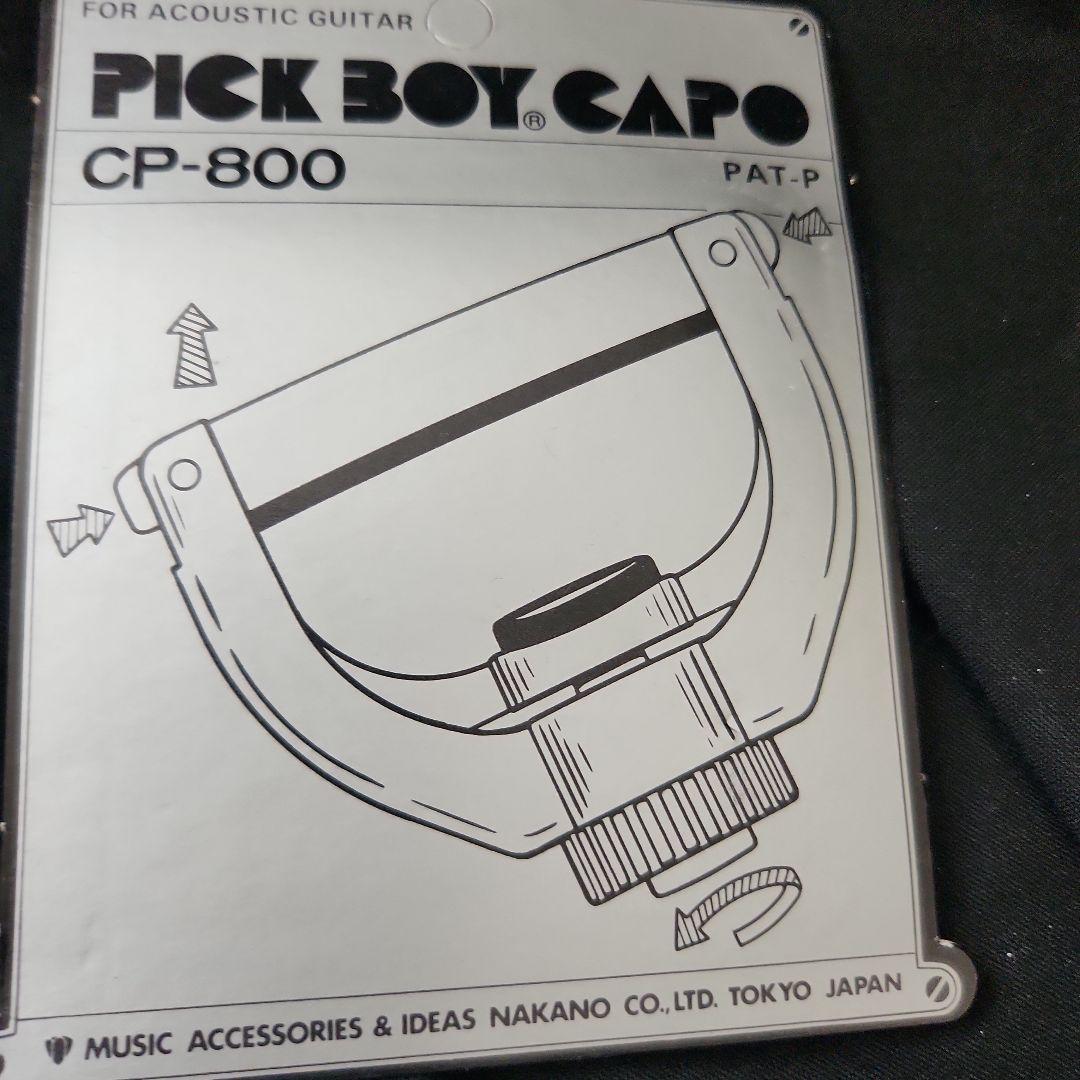 FOR ACOUSTIC GUITAR
PICK BOY® CAPO
CP-800
PAT-P
MUSIC ACCESSORIES & IDEAS NAKANO CO.,LTD. TOKYO JAPAN